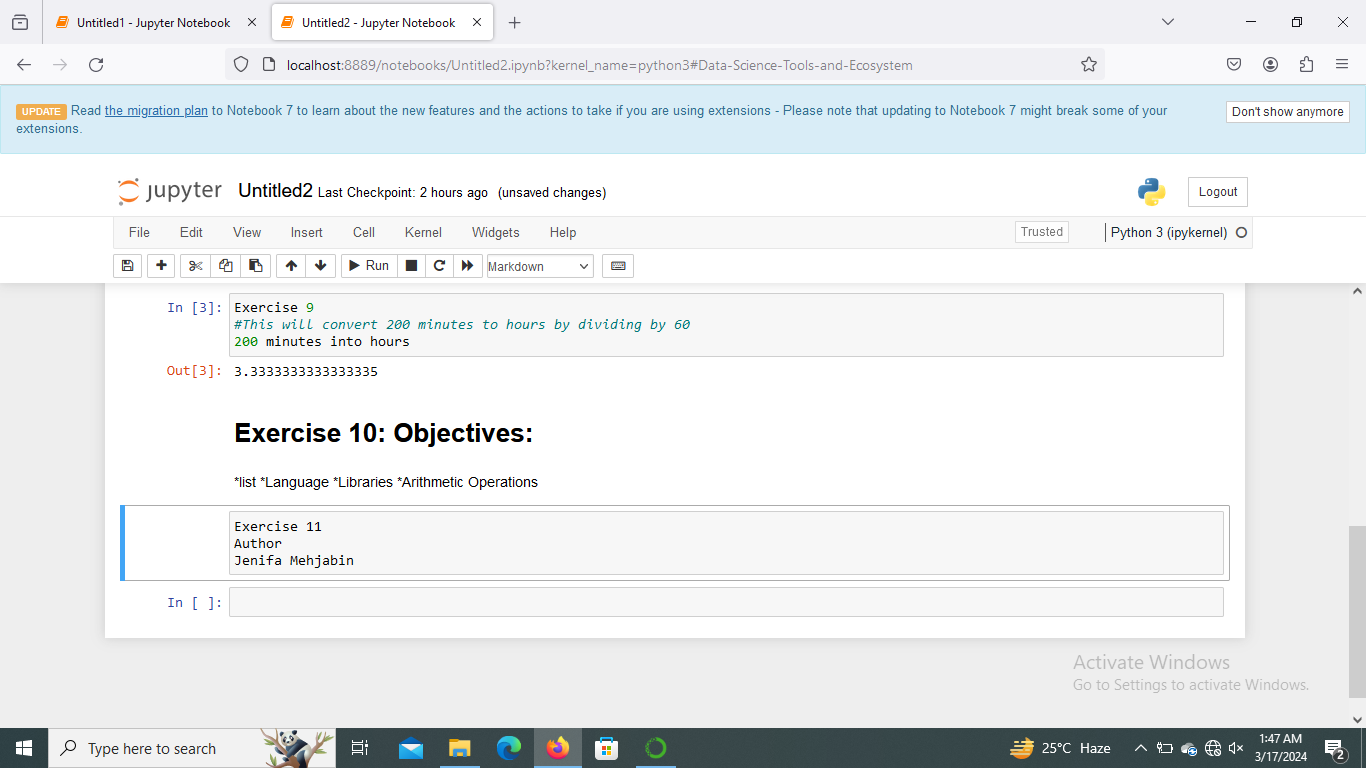 Untitled1 - Jupyter Notebook
Untitled2 - Jupyter Notebook
localhost:8889/notebooks/Untitled2.ipynb?kernel_name=python3#Data-Science-Tools-and-Ecosystem
UPDATE Read the migration plan to Notebook 7 to learn about the new features and the actions to take if you are using extensions - Please note that updating to Notebook 7 might break some of your
extensions.
Don't show anymore
jupyter Untitled2 Last Checkpoint: 2 hours ago (unsaved changes)
Logout
File Edit View Insert Cell Kernel Widgets Help
Trusted
Python 3 (ipykernel)
Run
Markdown
In [3]: Exercise 9
#This will convert 200 minutes to hours by dividing by 60
200 minutes into hours
Out[3]: 3.3333333333333335
Exercise 10: Objectives:
*list *Language *Libraries *Arithmetic Operations
Exercise 11
Author
Jenifa Mehjabin
In [ ]:
Activate Windows
Go to Settings to activate Windows.
Type here to search
25°C Haze
1:47 AM
3/17/2024
2